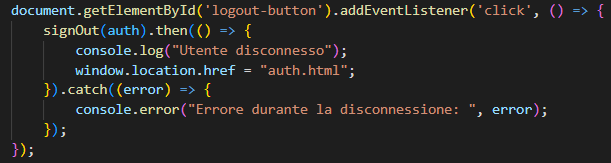 document.getElementById('logout-button').addEventListener('click', () => {
    signOut(auth).then(() => {
        console.log("Utente disconnesso");
        window.location.href = "auth.html";
    }).catch((error) => {
        console.error("Errore durante la disconnessione: ", error);
    });
});